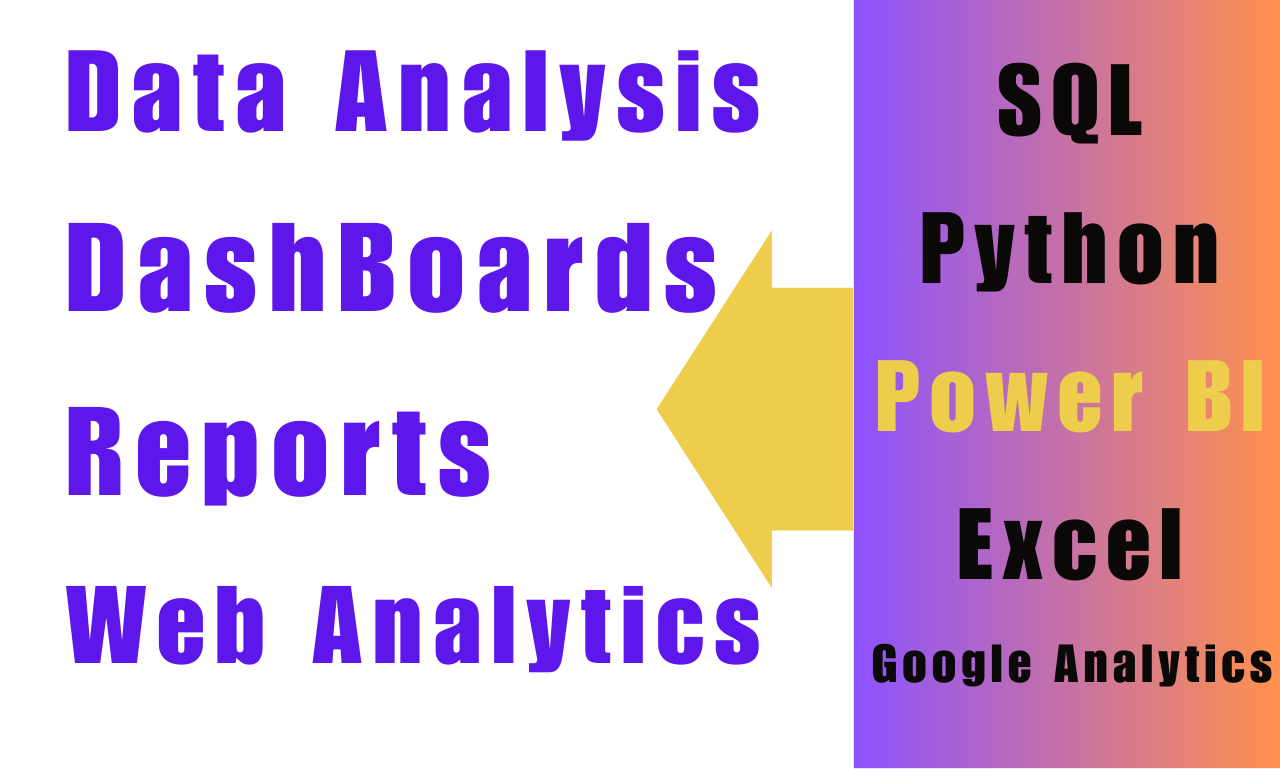 Data Analysis
DashBoards
Reports
Web Analytics
SQL
Python
Power BI
Excel
Google Analytics